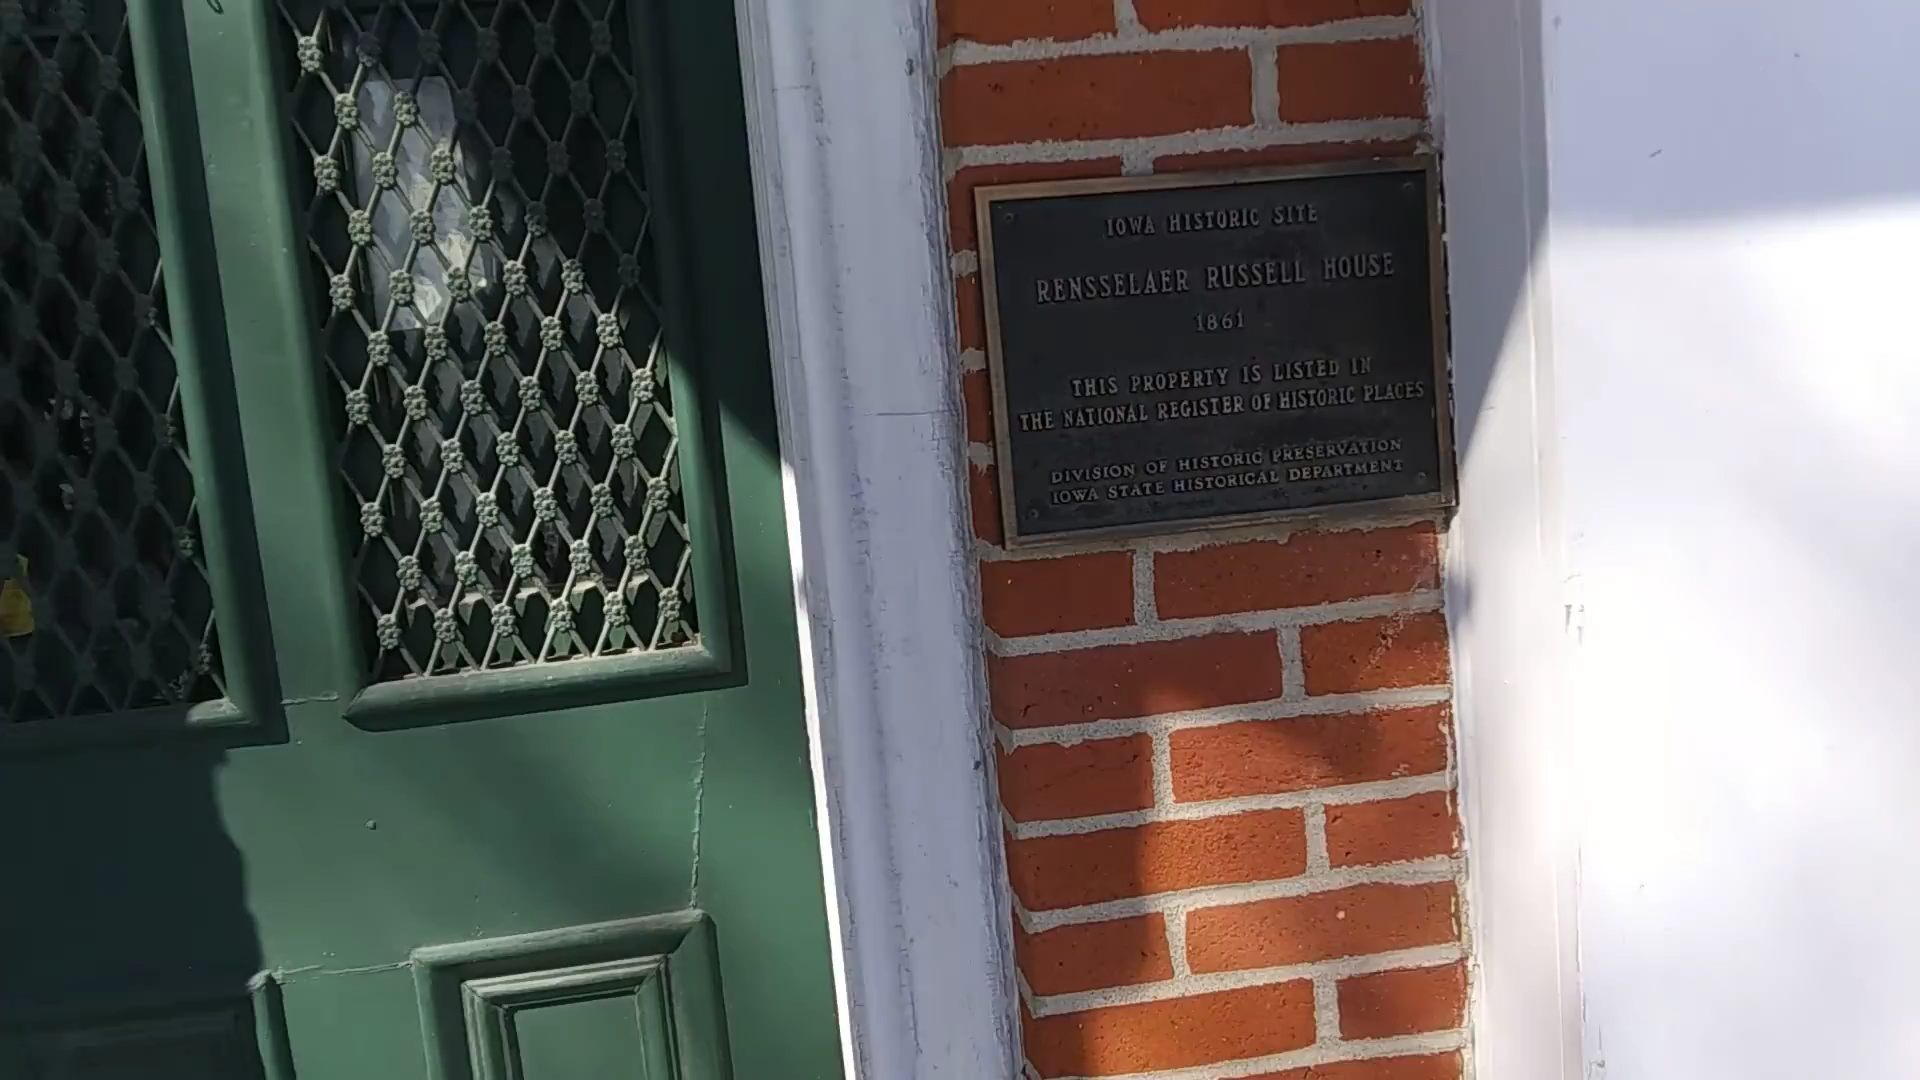 IOWA HISTORIC SITE
RENSSELAER RUSSELL HOUSE
1861
THIS PROPERTY IS LISTED IN
THE NATIONAL REGISTER OF HISTORIC PLACES
DIVISION OF HISTORIC PRESERVATION
IOWA STATE HISTORICAL DEPARTMENT